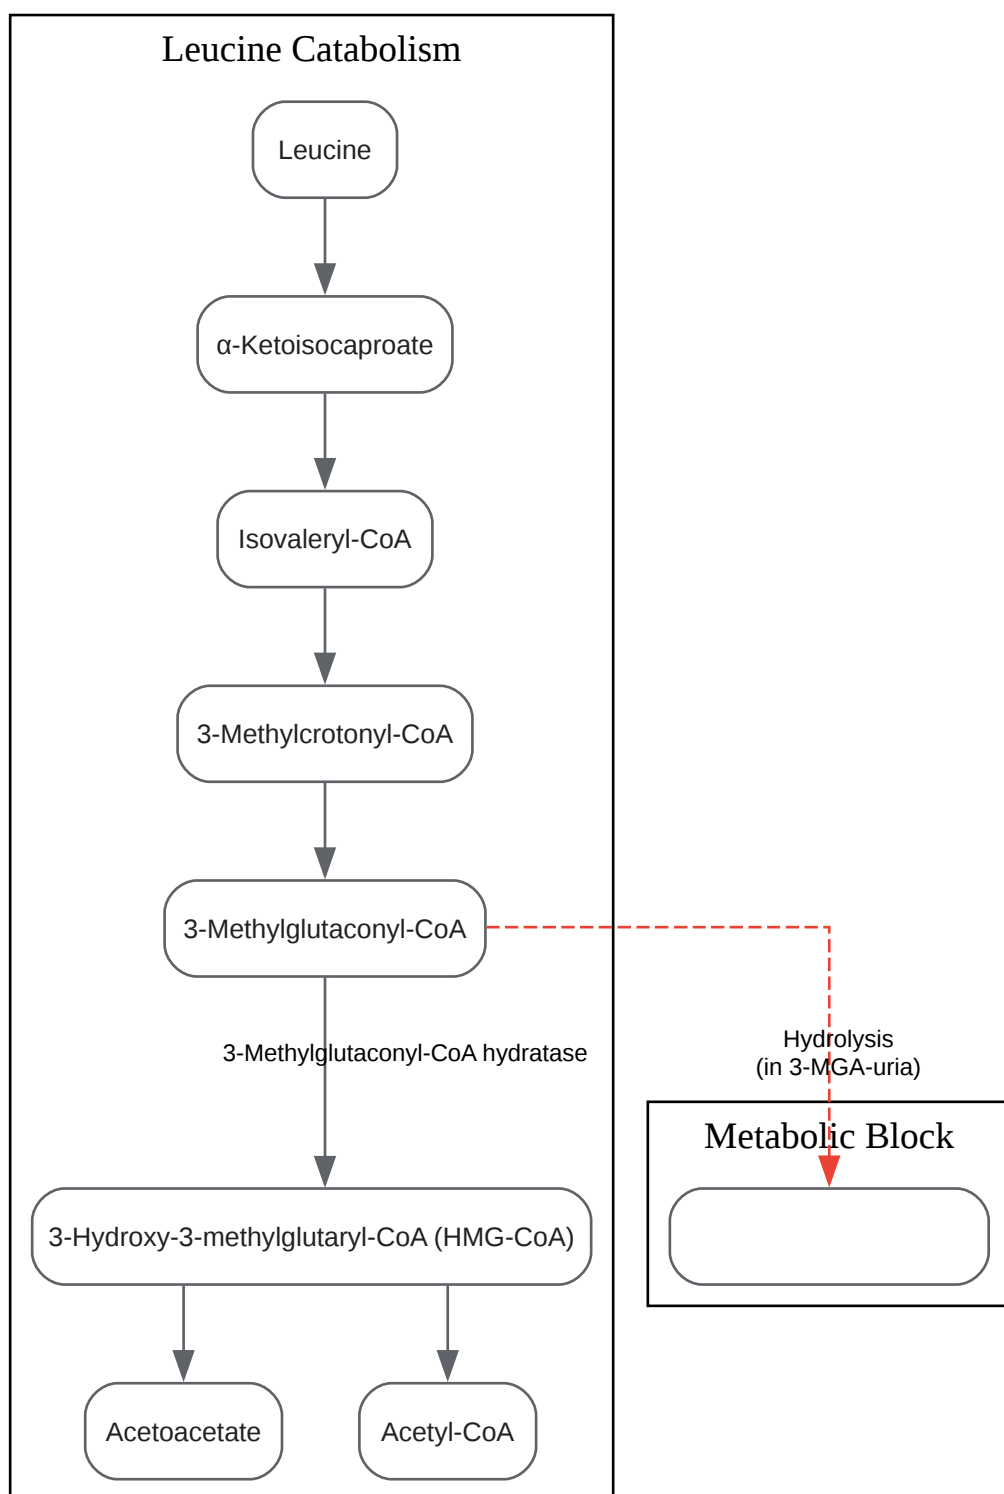 Leucine Catabolism
Leucine
α-Ketoisocaproate
Isovaleryl-CoA
3-Methylcrotonyl-CoA
3-Methylglutaconyl-CoA
3-Methylglutaconyl-CoA hydratase
Hydrolysis
(in 3-MGA-uria)
Metabolic Block
3-Hydroxy-3-methylglutaryl-CoA (HMG-CoA)
Acetoacetate
Acetyl-CoA